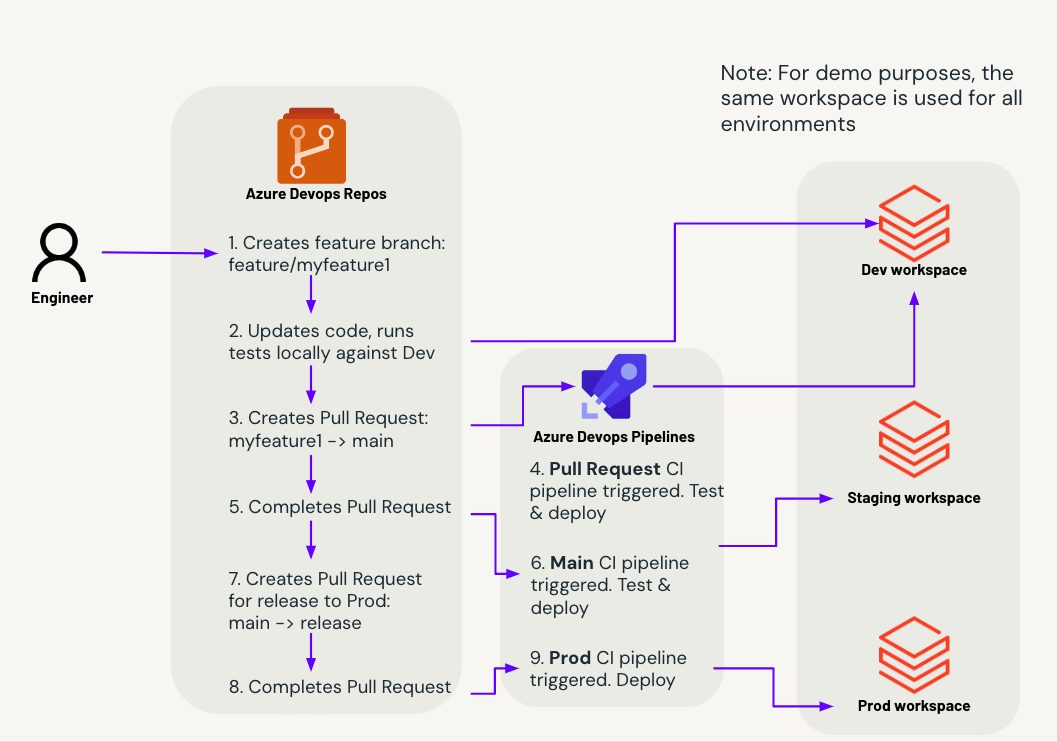 Note: For demo purposes, the
same workspace is used for all
environments
Azure Devops Repos
Engineer
1. Creates feature branch:
feature/myfeature1
2. Updates code, runs
tests locally against Dev
3. Creates Pull Request:
myfeature1 -> main
5. Completes Pull Request
7. Creates Pull Request
for release to Prod:
main -> release
8. Completes Pull Request
Azure Devops Pipelines
4. Pull Request CI
pipeline triggered. Test
& deploy
6. Main CI pipeline
triggered. Test &
deploy
9. Prod CI pipeline
triggered. Deploy
Dev workspace
Staging workspace
Prod workspace